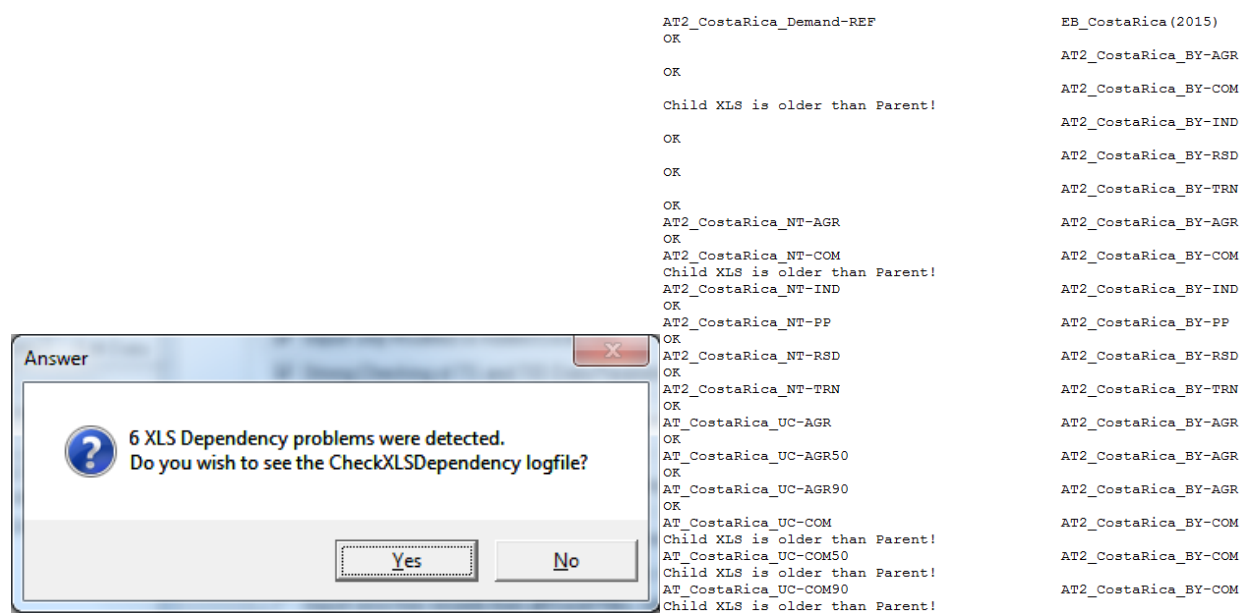 AT2_CostaRica_Demand-REF EB_CostaRica(2015)
OK
AT2_CostaRica_BY-AGR
OK
AT2_CostaRica_BY-COM
Child XLS is older than Parent!
AT2_CostaRica_BY-IND
OK
AT2_CostaRica_BY-RSD
OK
AT2_CostaRica_BY-TRN
OK
AT2_CostaRica_NT-AGR AT2_CostaRica_BY-AGR
OK
AT2_CostaRica_NT-COM AT2_CostaRica_BY-COM
Child XLS is older than Parent!
AT2_CostaRica_NT-IND AT2_CostaRica_BY-IND
OK
AT2_CostaRica_NT-PP AT2_CostaRica_BY-PP
OK
AT2_CostaRica_NT-RSD AT2_CostaRica_BY-RSD
OK
AT2_CostaRica_NT-TRN AT2_CostaRica_BY-TRN
OK
AT_CostaRica_UC-AGR AT2_CostaRica_BY-AGR
OK
AT_CostaRica_UC-AGR50 AT2_CostaRica_BY-AGR
OK
AT_CostaRica_UC-AGR90 AT2_CostaRica_BY-AGR
OK
AT_CostaRica_UC-COM AT2_CostaRica_BY-COM
Child XLS is older than Parent!
AT_CostaRica_UC-COM50 AT2_CostaRica_BY-COM
Child XLS is older than Parent!
AT_CostaRica_UC-COM90 AT2_CostaRica_BY-COM
Child XLS is older than Parent!
Answer
6 XLS Dependency problems were detected.
Do you wish to see the CheckXLSDependency logfile?
Yes No